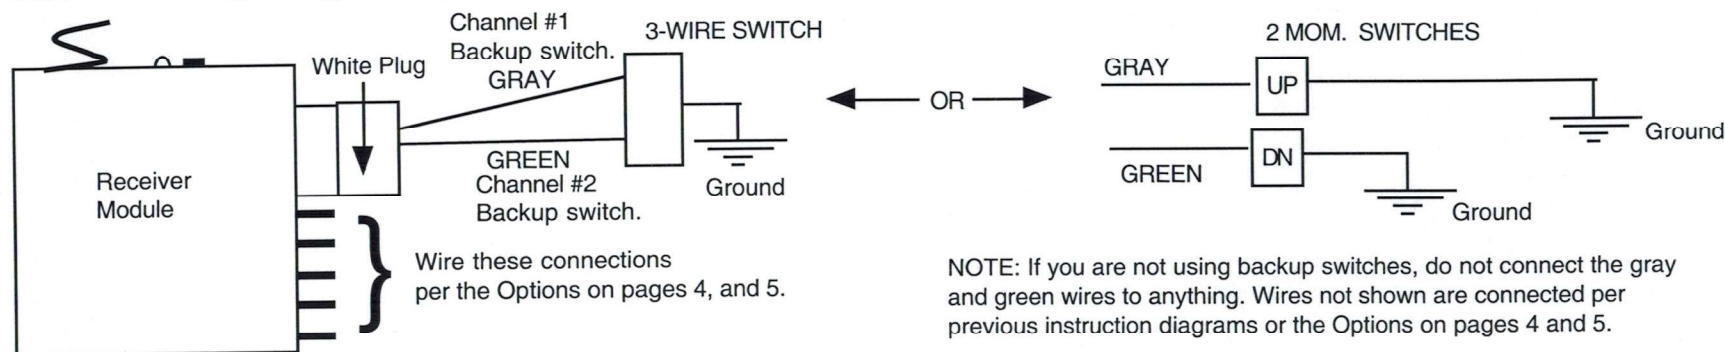 Channel #1
Backup switch.
GRAY
3-WIRE SWITCH
White Plug
GREEN
Channel #2
Backup switch.
Ground
Receiver
Module
Wire these connections
per the Options on pages 4, and 5.
OR
2 MOM. SWITCHES
GRAY
UP
Ground
GREEN
DN
Ground
NOTE: If you are not using backup switches, do not connect the gray
and green wires to anything. Wires not shown are connected per
previous instruction diagrams or the Options on pages 4 and 5.